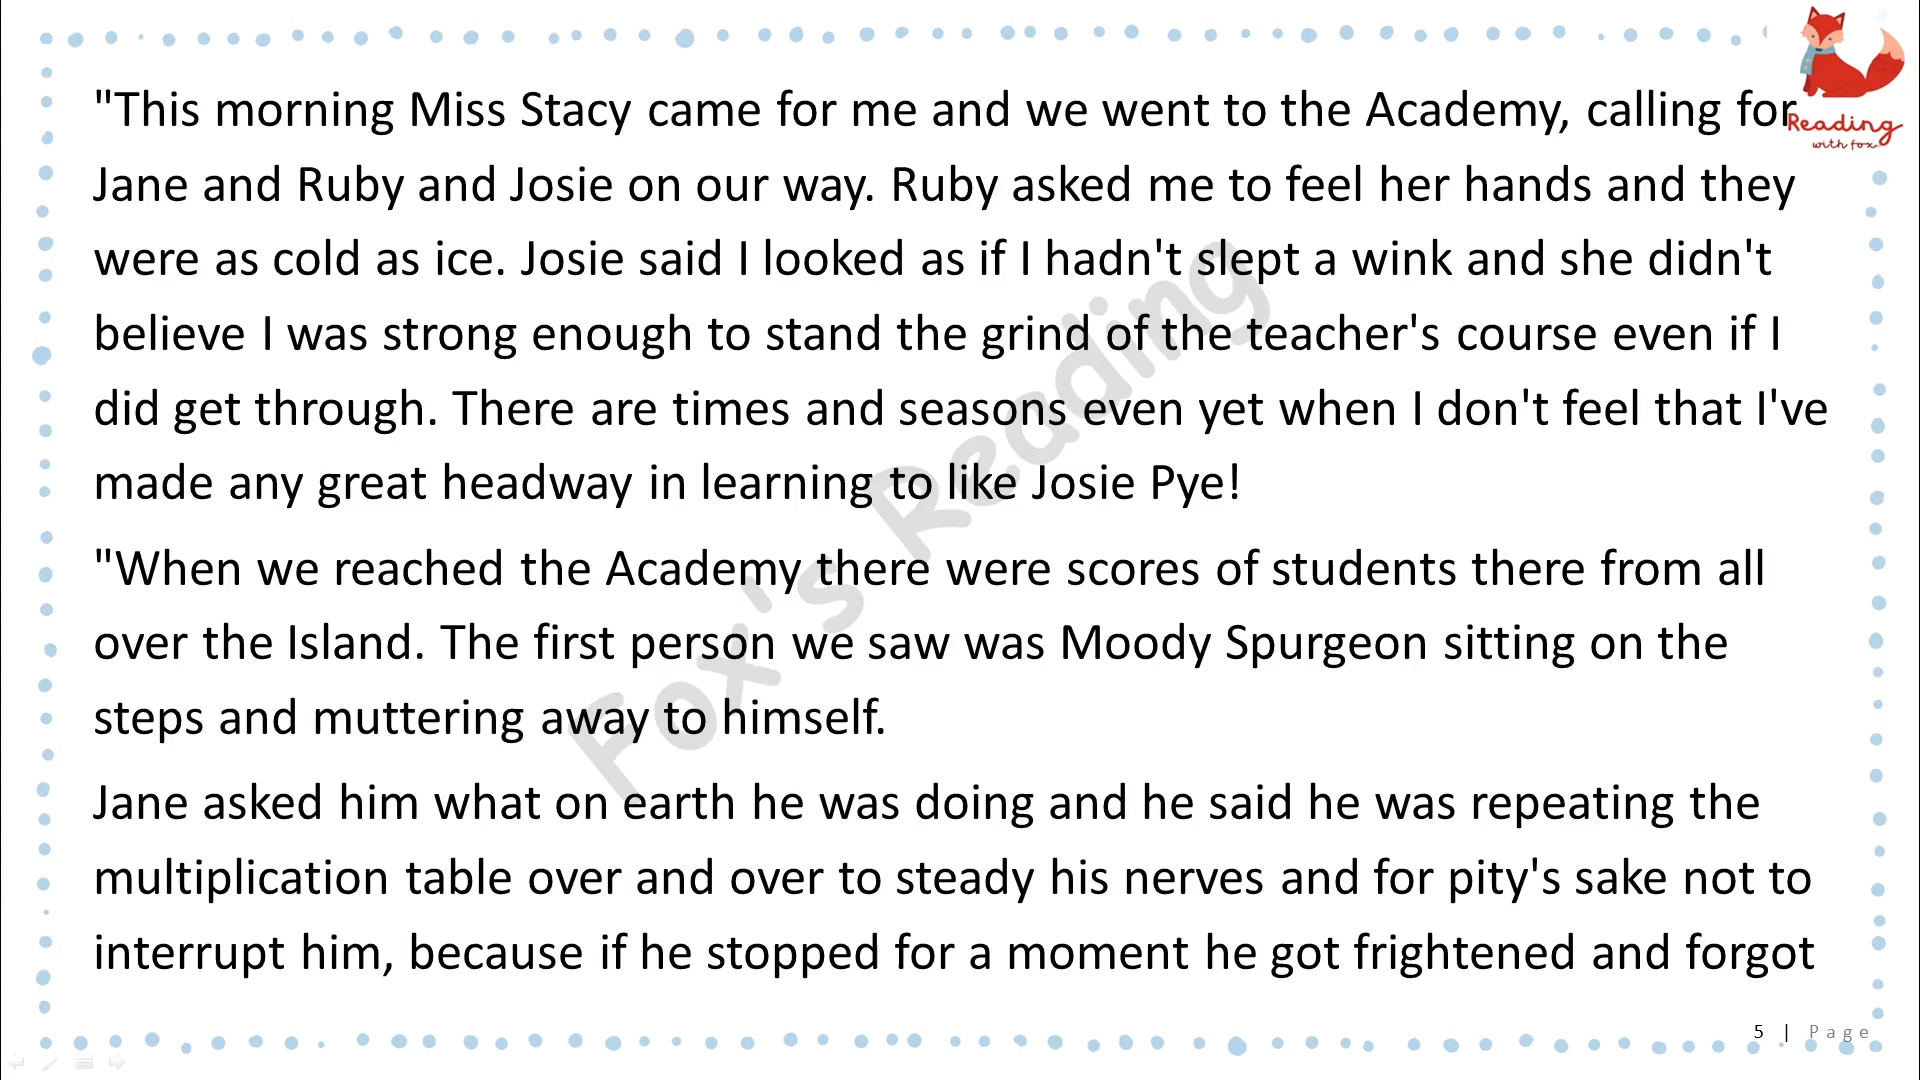 "This morning Miss Stacy came for me and we went to the Academy, calling for
Jane and Ruby and Josie on our way. Ruby asked me to feel her hands and they
were as cold as ice. Josie said I looked as if I hadn't slept a wink and she didn't
believe I was strong enough to stand the grind of the teacher's course even if I
did get through. There are times and seasons even yet when I don't feel that I've
made any great headway in learning to like Josie Pye!
"When we reached the Academy there were scores of students there from all
over the Island. The first person we saw was Moody Spurgeon sitting on the
steps and muttering away to himself.
Jane asked him what on earth he was doing and he said he was repeating the
multiplication table over and over to steady his nerves and for pity's sake not to
interrupt him, because if he stopped for a moment he got frightened and forgot
Reading
with fox
Fox's Reading
5 | Page